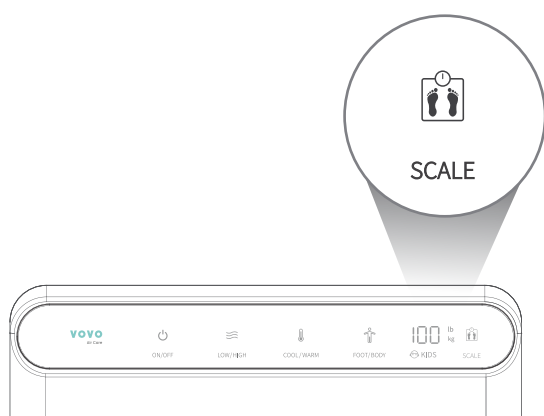 SCALE
VOVO
Air Care
100 lb
kg
ON/OFF
LOW/HIGH
COOL/WARM
FOOT/BODY
KIDS
SCALE